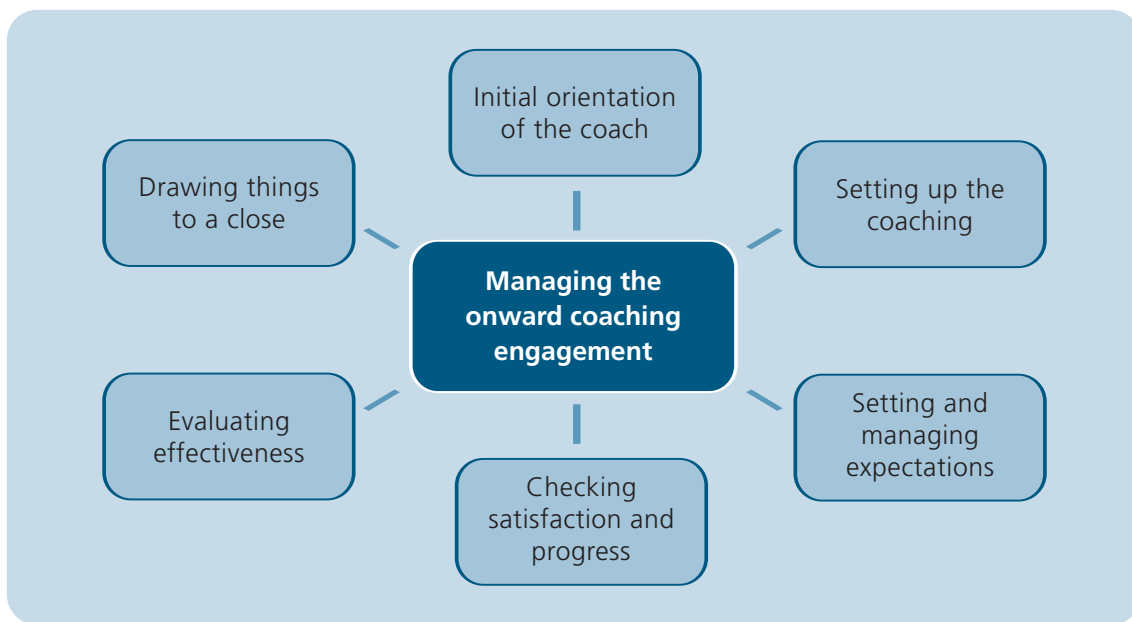 Initial orientation
of the coach
Drawing things
to a close
Setting up the
coaching
Managing the
onward coaching
engagement
Evaluating
effectiveness
Setting and
managing
expectations
Checking
satisfaction and
progress